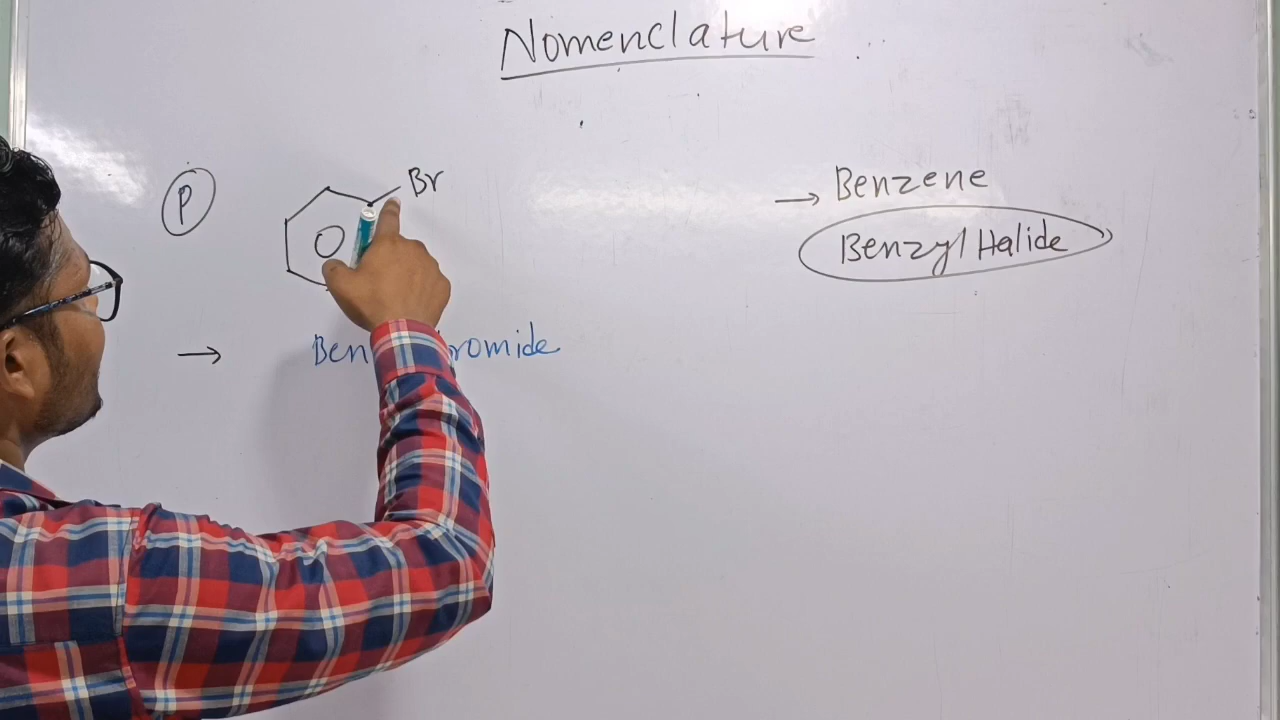 Nomenclature
P
Br
→ Benzene
Benzyl Halide
→ Ben romide